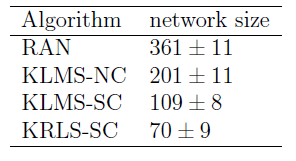 Algorithm network size
RAN 361 ± 11
KLMS-NC 201 ± 11
KLMS-SC 109 ± 8
KRLS-SC 70 ± 9